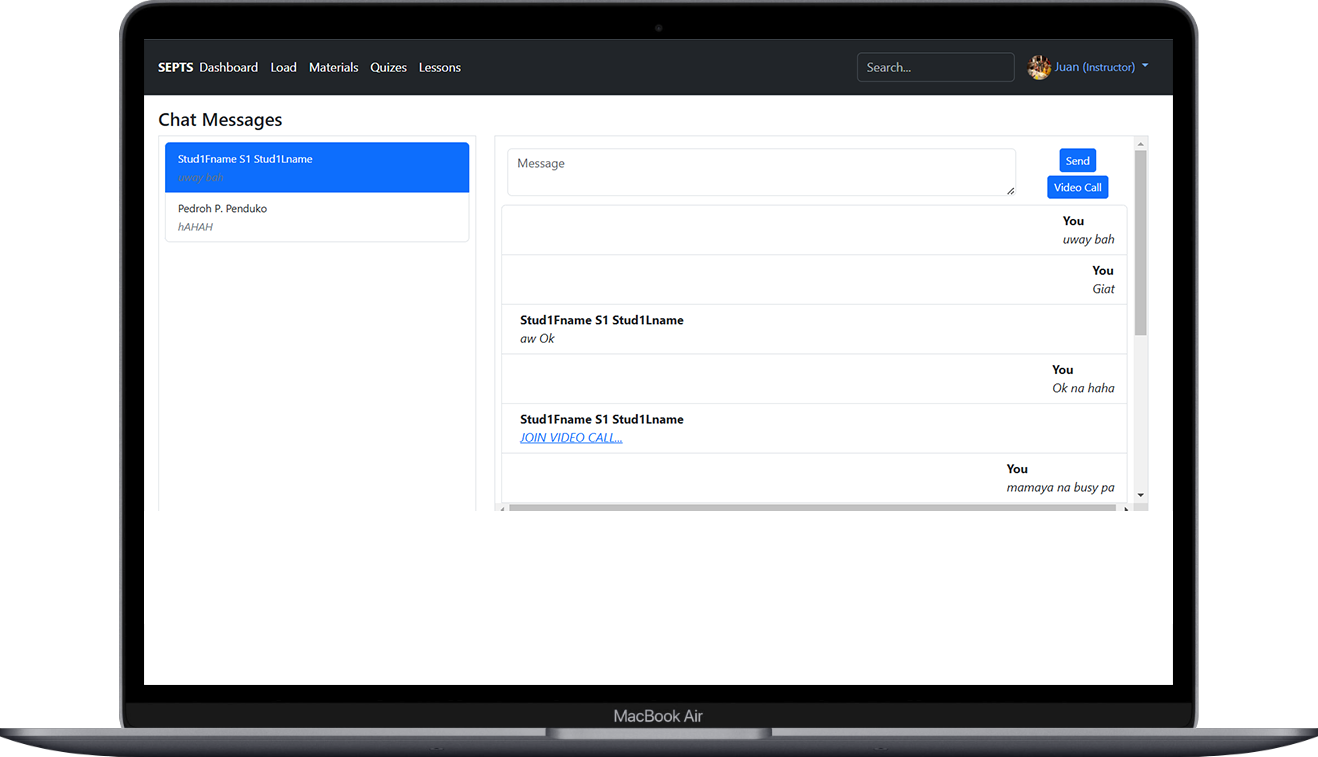 SEPTS Dashboard Load Materials Quizes Lessons Search... Juan (Instructor)
Chat Messages
Stud1Fname S1 Stud1Lname
uway bah
Pedroh P. Penduko
hAHAH
Message
Send
Video Call
You
uway bah
You
Giat
Stud1Fname S1 Stud1Lname
aw Ok
You
Ok na haha
Stud1Fname S1 Stud1Lname
JOIN VIDEO CALL...
You
mamaya na busy pa
MacBook Air